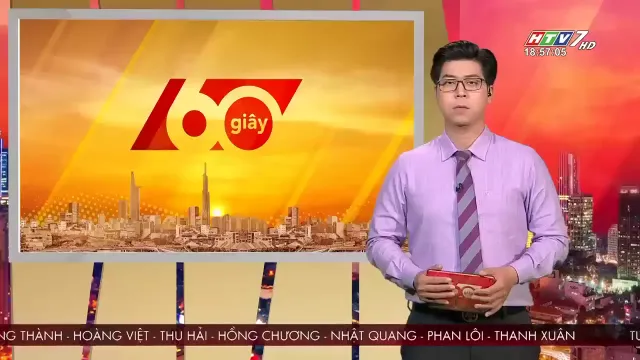 HTV7 HD
18:57:05
60 giây
NG THÀNH - HOÀNG VIỆT - THU HẢI - HỒNG CHƯƠNG - NHẬT QUANG - PHAN LÔI - THANH XUÂN